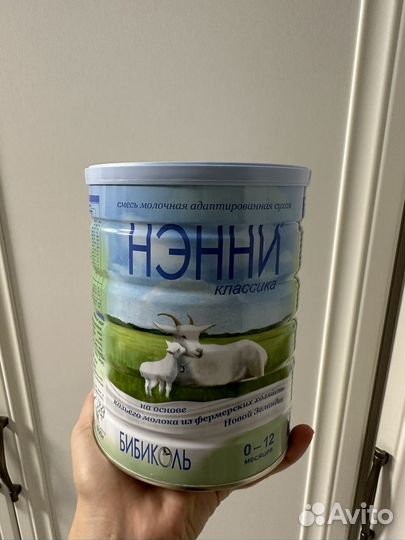 смесь молочная адаптированная сухая
НЭННИ
классика
на основе
козьего молока из фермерских хозяйств
Новой Зеландии
БИБИКОЛЬ
0–12
месяцев
Avito